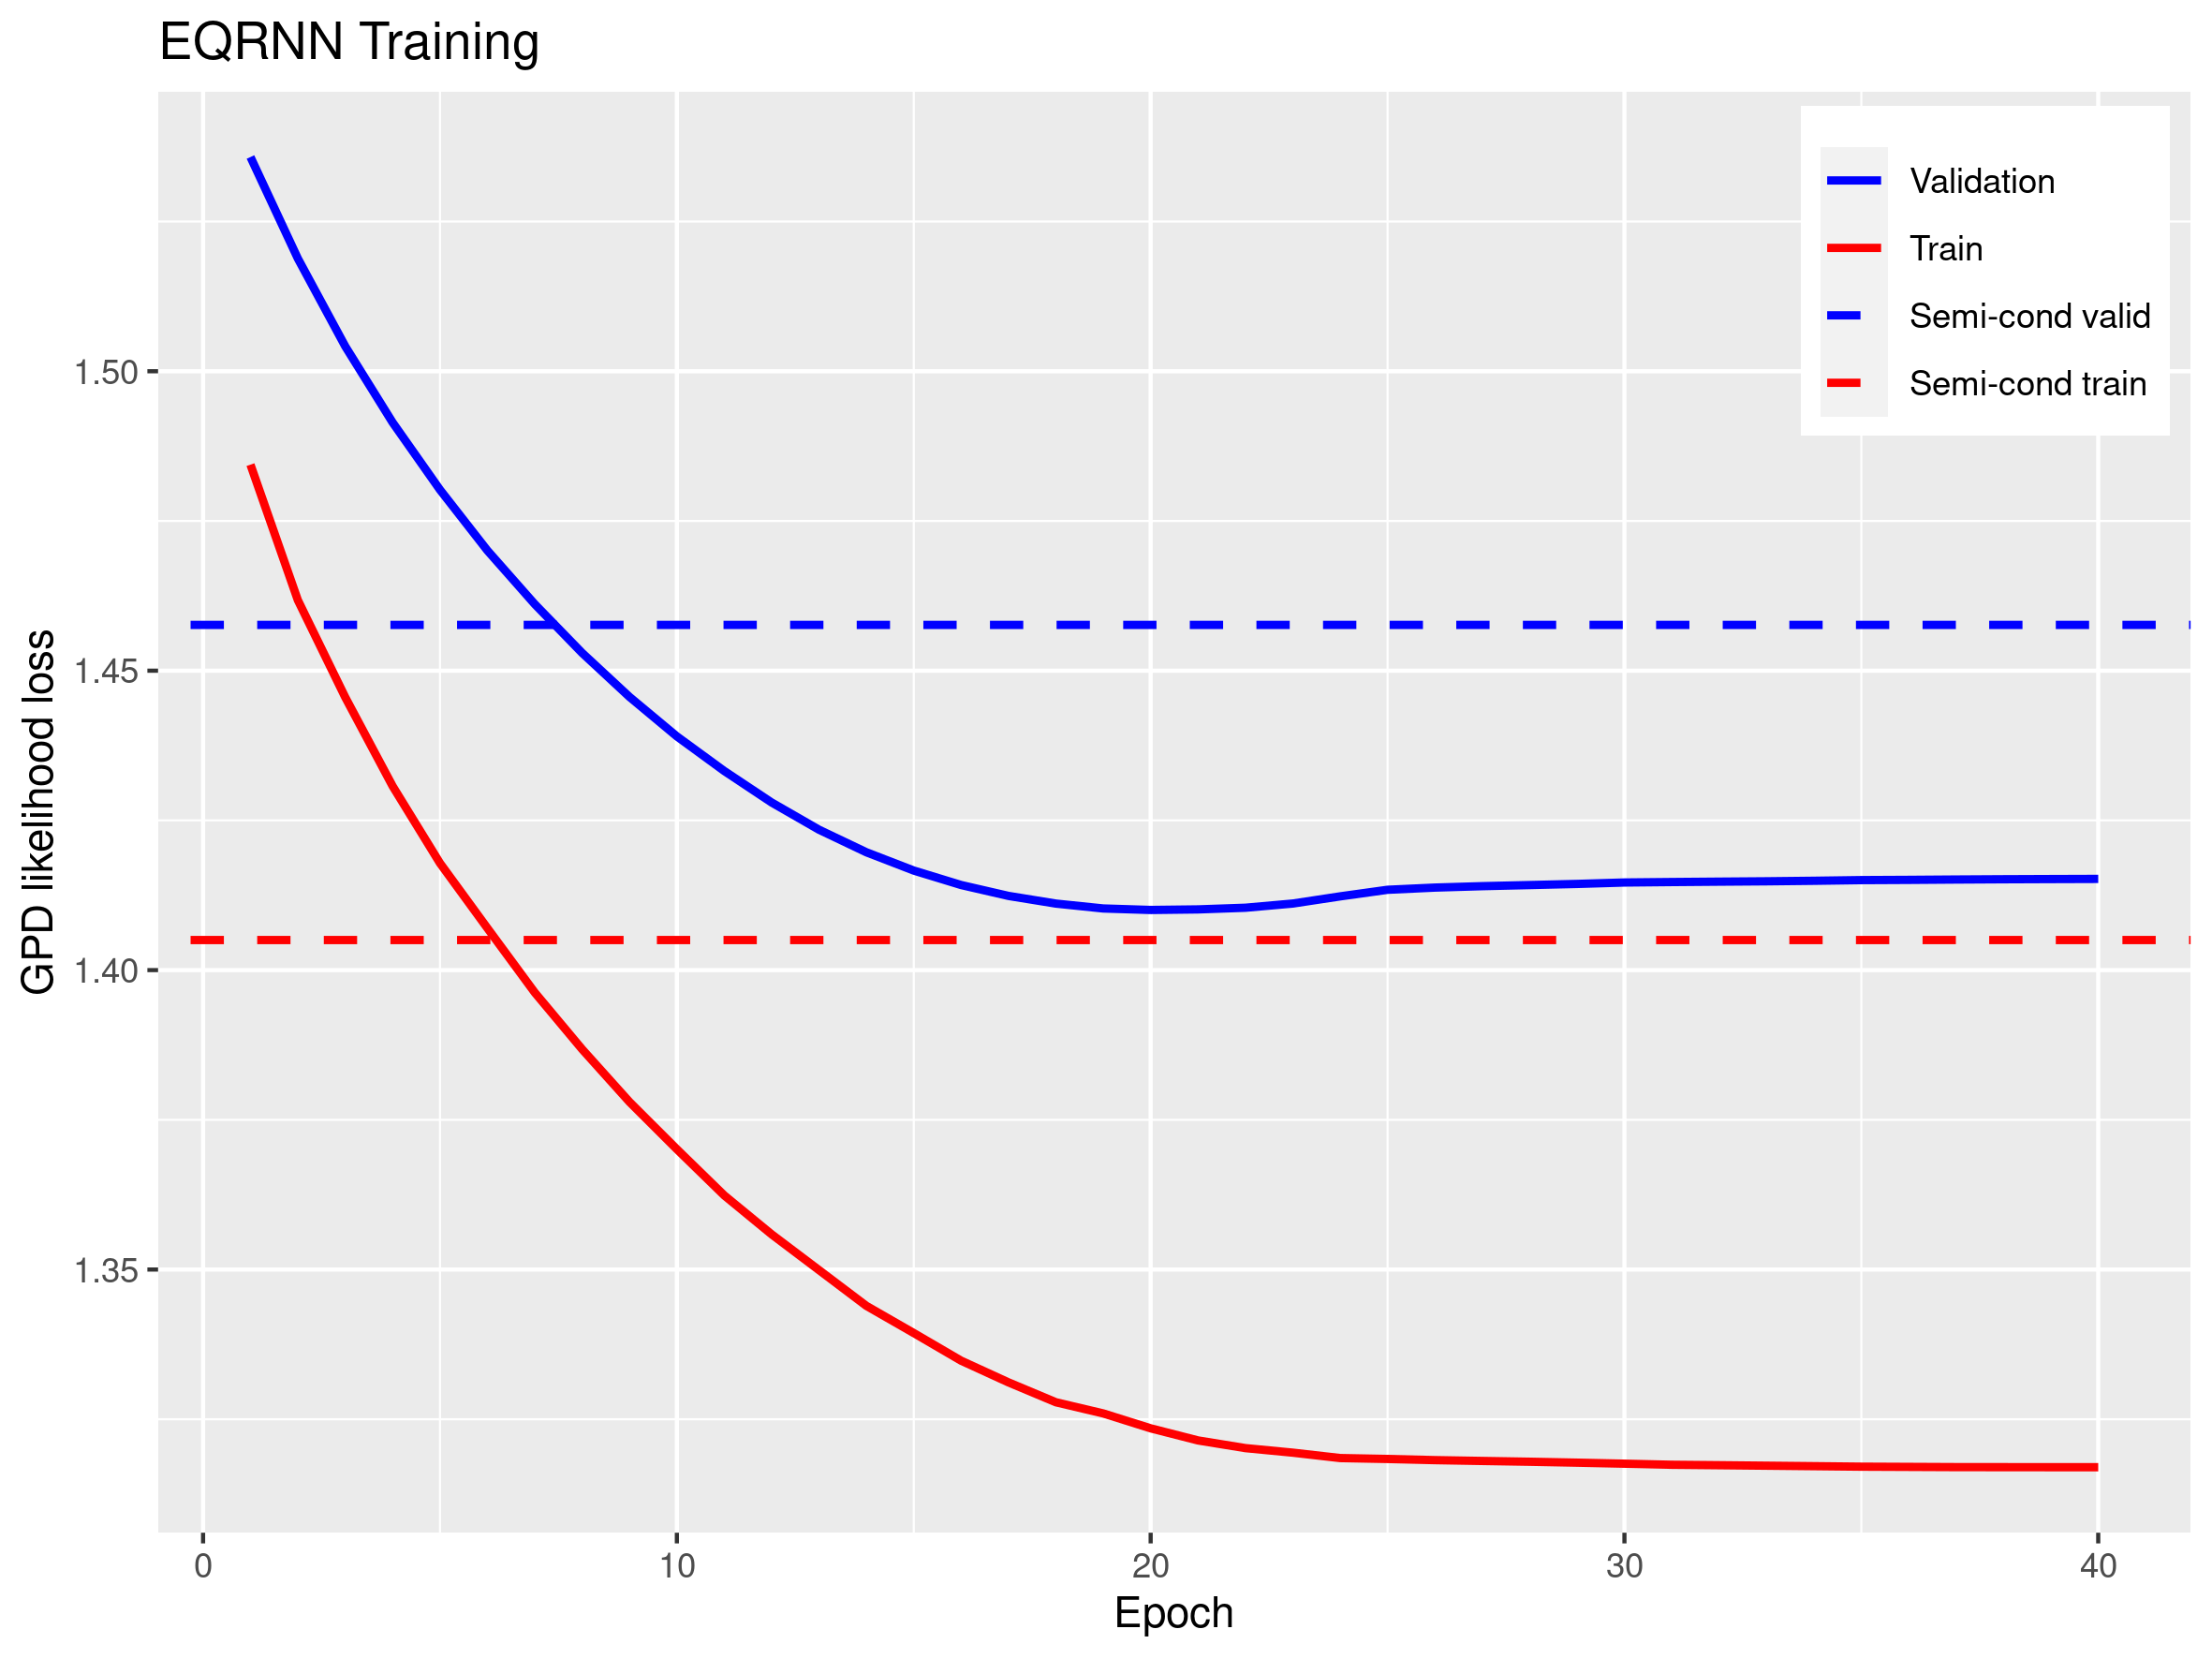 EQRNN Training
Validation
Train
Semi-cond valid
Semi-cond train
GPD likelihood loss
1.50
1.45
1.40
1.35
0 10 20 30 40
Epoch